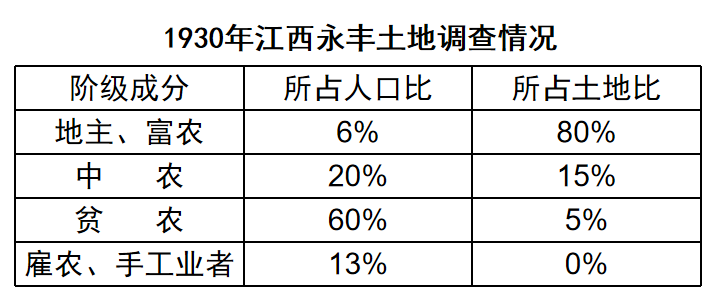 1930年江西永丰土地调查情况
阶级成分 所占人口比 所占土地比
地主、富农 6% 80%
中 农 20% 15%
贫 农 60% 5%
雇农、手工业者 13% 0%